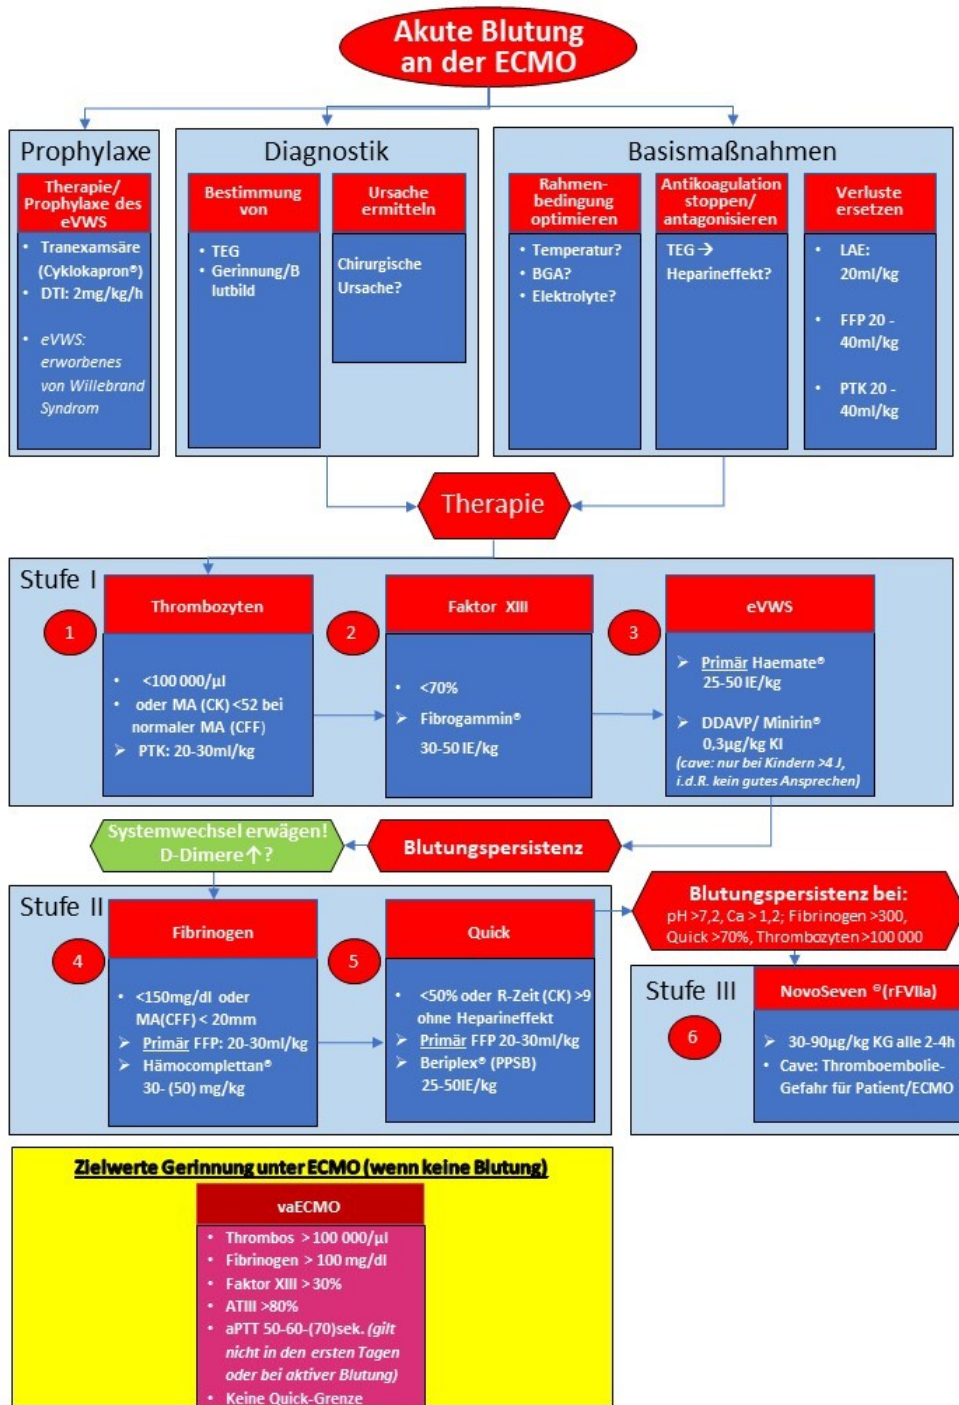 Akute Blutung
an der ECMO
Prophylaxe
Therapie/
Prophylaxe des
eVWS
• Tranexamsäre
(Cyklokapron®)
• DTI: 2mg/kg/h
• eVWS:
erworbenes
von Willebrand
Syndrom
Diagnostik
Bestimmung
von
• TEG
• Gerinnung/B
lutbild
Ursache
ermitteln
Chirurgische
Ursache?
Basismaßnahmen
Rahmen-
bedingung
optimieren
• Temperatur?
• BGA?
• Elektrolyte?
Antikoagulation
stoppen/
antagonisieren
TEG →
Heparineffekt?
Verluste
ersetzen
• LAE:
20ml/kg
• FFP 20 -
40ml/kg
• PTK 20 -
40ml/kg
Therapie
Stufe I
1
Thrombozyten
• <100 000/µl
• oder MA (CK) <52 bei
normaler MA (CFF)
➢ PTK: 20-30ml/kg
2
Faktor XIII
• <70%
➢ Fibrogammin®
30-50 IE/kg
3
eVWS
➢ Primär Haemate®
25-50 IE/kg
➢ DDAVP/ Minirin®
0,3µg/kg KI
(cave: nur bei Kindern >4 J,
i.d.R. kein gutes Ansprechen)
Systemwechsel erwägen!
D-Dimere ↑?
Blutungspersistenz
Stufe II
4
Fibrinogen
• <150mg/dl oder
MA(CFF) < 20mm
➢ Primär FFP: 20-30ml/kg
➢ Hämocomplettan®
30- (50) mg/kg
5
Quick
• <50% oder R-Zeit (CK) >9
ohne Heparineffekt
➢ Primär FFP 20-30ml/kg
➢ Beriplex® (PPSB)
25-50IE/kg
Blutungspersistenz bei:
pH >7,2, Ca > 1,2; Fibrinogen >300,
Quick >70%, Thrombozyten >100 000
Stufe III
6
NovoSeven ®(rFVIIa)
➢ 30-90µg/kg KG alle 2-4h
• Cave: Thromboembolie-
Gefahr für Patient/ECMO
Zielwerte Gerinnung unter ECMO (wenn keine Blutung)
vaECMO
• Thrombos > 100 000/µl
• Fibrinogen > 100 mg/dl
• Faktor XIII > 30%
• ATIII >80%
• aPTT 50-60-(70)sek. (gilt
nicht in den ersten Tagen
oder bei aktiver Blutung)
• Keine Quick-Grenze